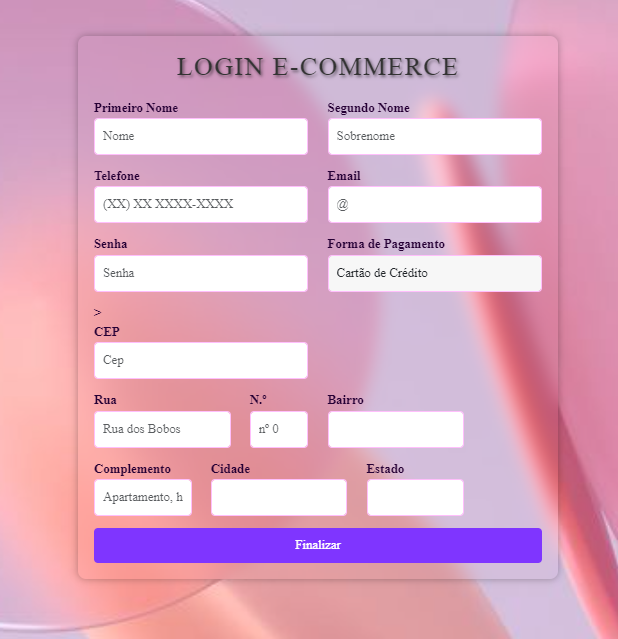 LOGIN E-COMMERCE
Primeiro Nome Segundo Nome
Nome Sobrenome
Telefone Email
(XX) XX XXXX-XXXX @
Senha Forma de Pagamento
Senha Cartão de Crédito
>
CEP
Cep
Rua N.º Bairro
Rua dos Bobos nº 0
Complemento Cidade Estado
Apartamento, h
Finalizar